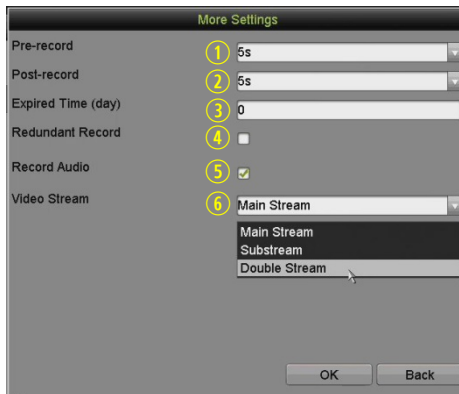 More Settings
Pre-record ① 5s
Post-record ② 5s
Expired Time (day) ③ 0
Redundant Record ④
Record Audio ⑤
Video Stream ⑥ Main Stream
Main Stream
Substream
Double Stream
OK Back